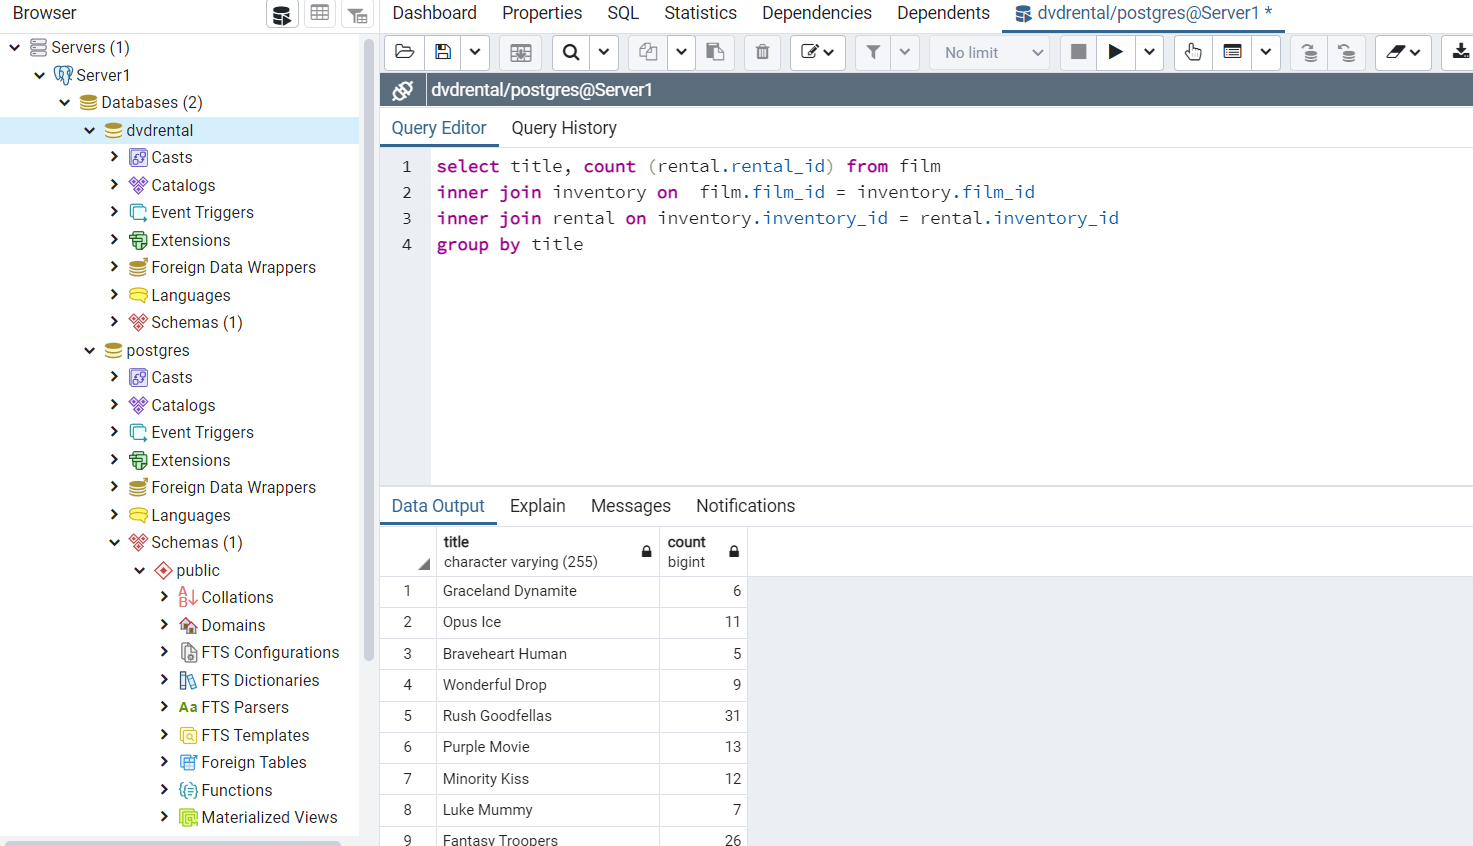 Browser
Dashboard Properties SQL Statistics Dependencies Dependents dvdrental/postgres@Server1 *
Servers (1)
Server1
Databases (2)
dvdrental
Casts
Catalogs
Event Triggers
Extensions
Foreign Data Wrappers
Languages
Schemas (1)
postgres
Casts
Catalogs
Event Triggers
Extensions
Foreign Data Wrappers
Languages
Schemas (1)
public
Collations
Domains
FTS Configurations
FTS Dictionaries
Aa FTS Parsers
FTS Templates
Foreign Tables
Functions
Materialized Views
No limit
dvdrental/postgres@Server1
Query Editor Query History
1 select title, count (rental.rental_id) from film
2 inner join inventory on  film.film_id = inventory.film_id
3 inner join rental on inventory.inventory_id = rental.inventory_id
4 group by title
Data Output Explain Messages Notifications
title count
character varying (255) bigint
1 Graceland Dynamite 6
2 Opus Ice 11
3 Braveheart Human 5
4 Wonderful Drop 9
5 Rush Goodfellas 31
6 Purple Movie 13
7 Minority Kiss 12
8 Luke Mummy 7
9 Fantasy Troopers 26